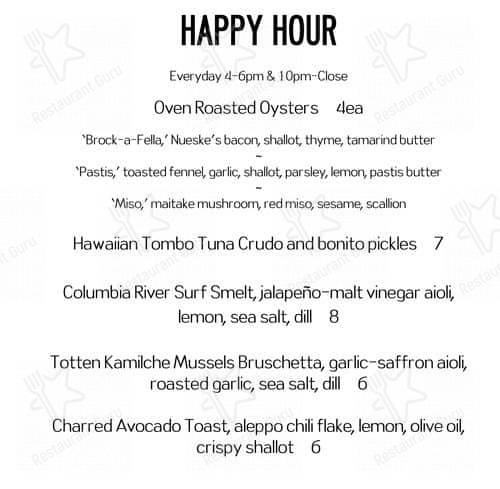 HAPPY HOUR
Everyday 4-6pm & 10pm-Close
Oven Roasted Oysters 4ea
'Brock-a-Fella,' Nueske's bacon, shallot, thyme, tamarind butter
~
'Pastis,' toasted fennel, garlic, shallot, parsley, lemon, pastis butter
~
'Miso,' maitake mushroom, red miso, sesame, scallion
Hawaiian Tombo Tuna Crudo and bonito pickles 7
Columbia River Surf Smelt, jalapeño-malt vinegar aioli,
lemon, sea salt, dill 8
Totten Kamilche Mussels Bruschetta, garlic-saffron aioli,
roasted garlic, sea salt, dill 6
Charred Avocado Toast, aleppo chili flake, lemon, olive oil,
crispy shallot 6
Restaurant Guru
Restaurant Guru
Restaurant Guru
Restaurant Guru
Restaurant Guru
Restaurant Guru